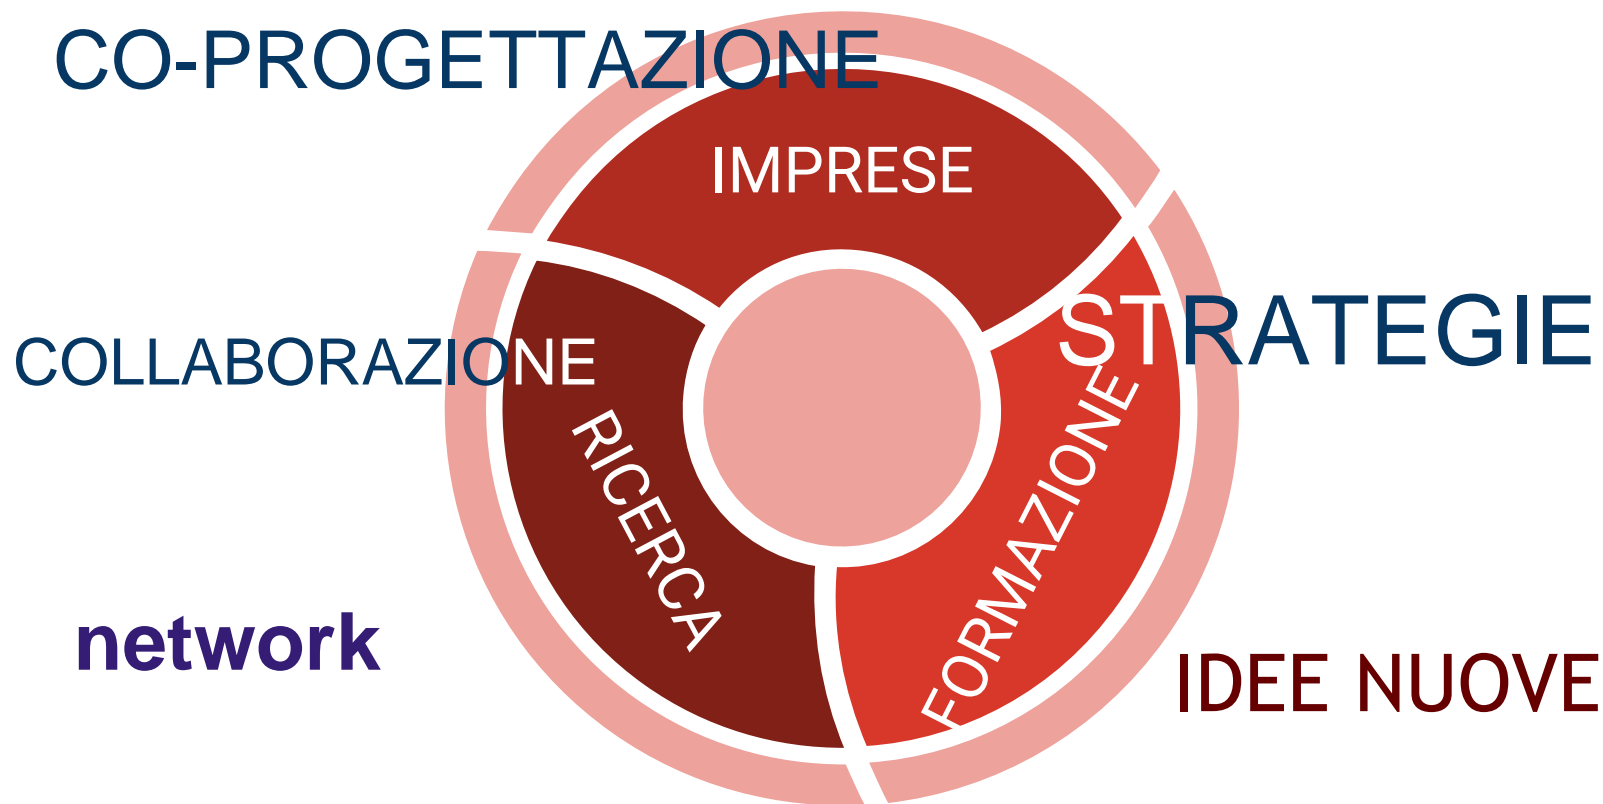 CO-PROGETTAZIONE
IMPRESE
STRATEGIE
COLLABORAZIONE
RICERCA
FORMAZIONE
network
IDEE NUOVE